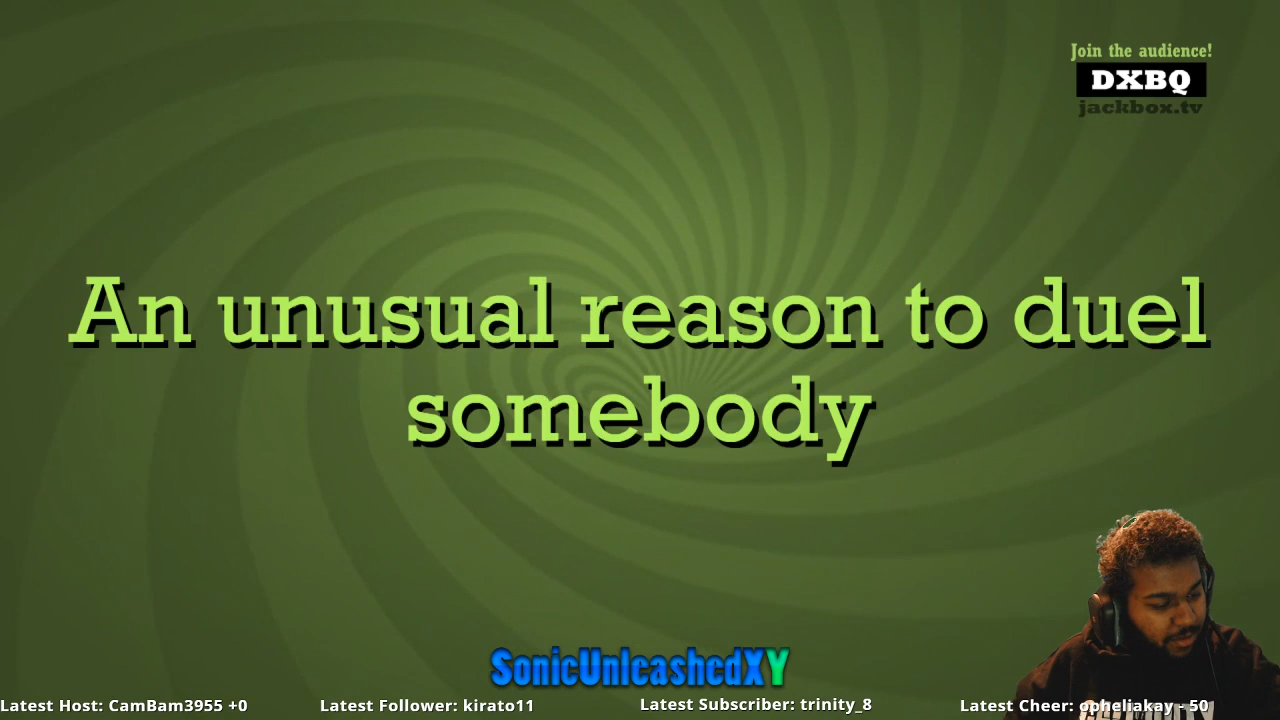 Join the audience!
DXBQ
jackbox.tv
An unusual reason to duel
somebody
SonicUnleashedXY
Latest Host: CamBam3955 +0
Latest Follower: kirato11
Latest Subscriber: trinity_8
Latest Cheer: opheliakay - 50